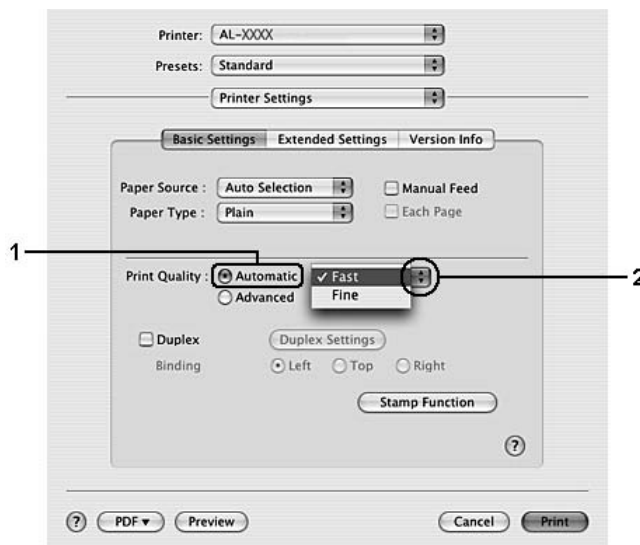 Printer: AL-XXXX
Presets: Standard
Printer Settings
Basic Settings Extended Settings Version Info
Paper Source : Auto Selection Manual Feed
Paper Type : Plain Each Page
1
Print Quality : Automatic ✓ Fast 2
Advanced Fine
Duplex Duplex Settings
Binding Left Top Right
Stamp Function
?
? PDF ▾ Preview Cancel Print